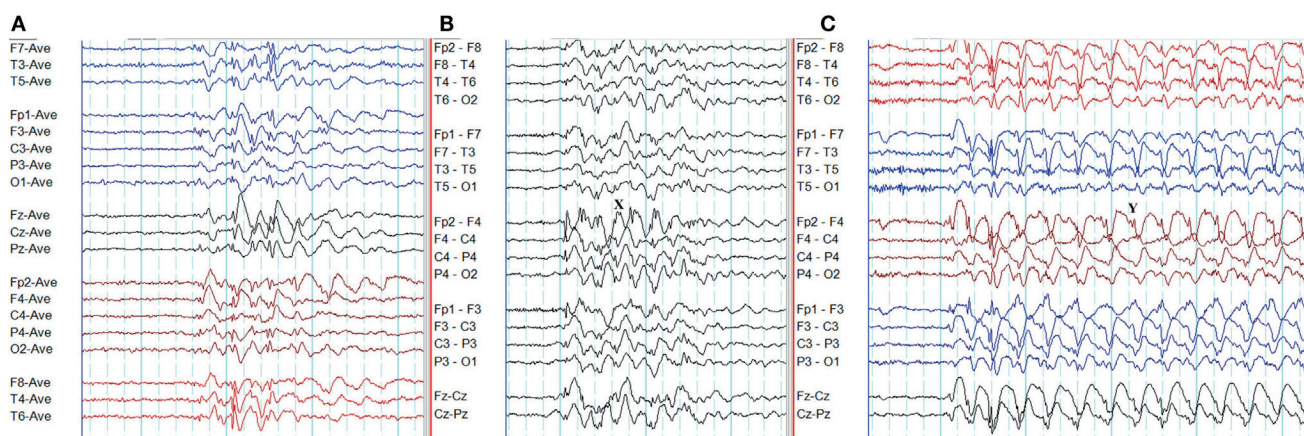 A
F7-Ave
T3-Ave
T5-Ave
Fp1-Ave
F3-Ave
C3-Ave
P3-Ave
O1-Ave
Fz-Ave
Cz-Ave
Pz-Ave
Fp2-Ave
F4-Ave
C4-Ave
P4-Ave
O2-Ave
F8-Ave
T4-Ave
T6-Ave
B
Fp2 - F8
F8 - T4
T4 - T6
T6 - O2
Fp1 - F7
F7 - T3
T3 - T5
T5 - O1
X
Fp2 - F4
F4 - C4
C4 - P4
P4 - O2
Fp1 - F3
F3 - C3
C3 - P3
P3 - O1
Fz-Cz
Cz-Pz
C
Fp2 - F8
F8 - T4
T4 - T6
T6 - O2
Fp1 - F7
F7 - T3
T3 - T5
T5 - O1
Y
Fp2 - F4
F4 - C4
C4 - P4
P4 - O2
Fp1 - F3
F3 - C3
C3 - P3
P3 - O1
Fz-Cz
Cz-Pz